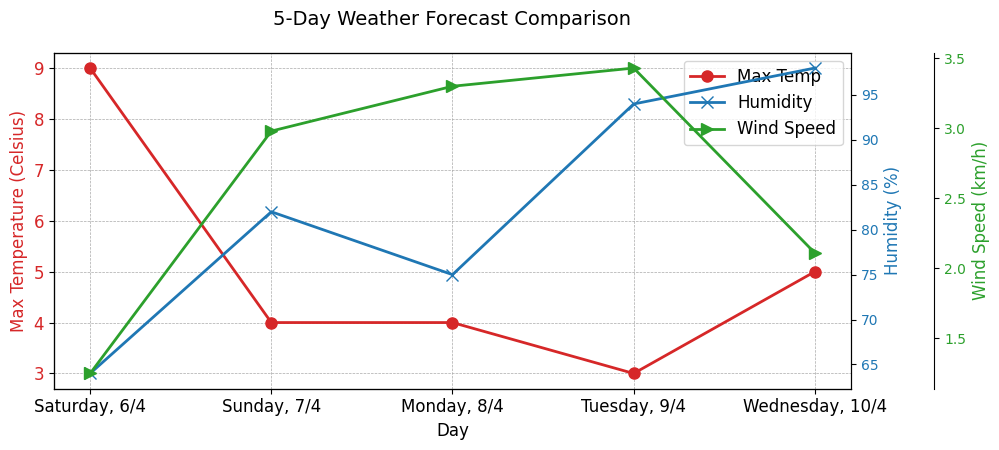 5-Day Weather Forecast Comparison
Max Temp
Humidity
Wind Speed
Max Temperature (Celsius)
9
8
7
6
5
4
3
Humidity (%)
95
90
85
80
75
70
65
Wind Speed (km/h)
3.5
3.0
2.5
2.0
1.5
Saturday, 6/4
Sunday, 7/4
Monday, 8/4
Tuesday, 9/4
Wednesday, 10/4
Day